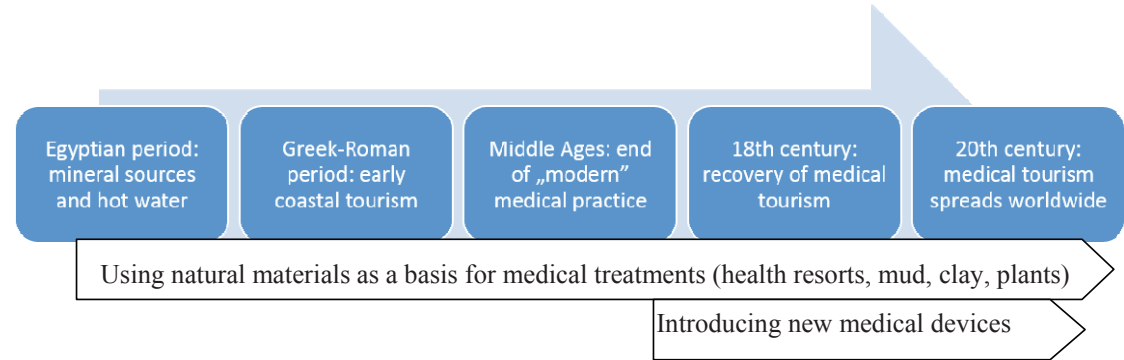 Egyptian period:
mineral sources
and hot water
Greek-Roman
period: early
coastal tourism
Middle Ages: end
of „modern”
medical practice
18th century:
recovery of medical
tourism
20th century:
medical tourism
spreads worldwide
Using natural materials as a basis for medical treatments (health resorts, mud, clay, plants)
Introducing new medical devices